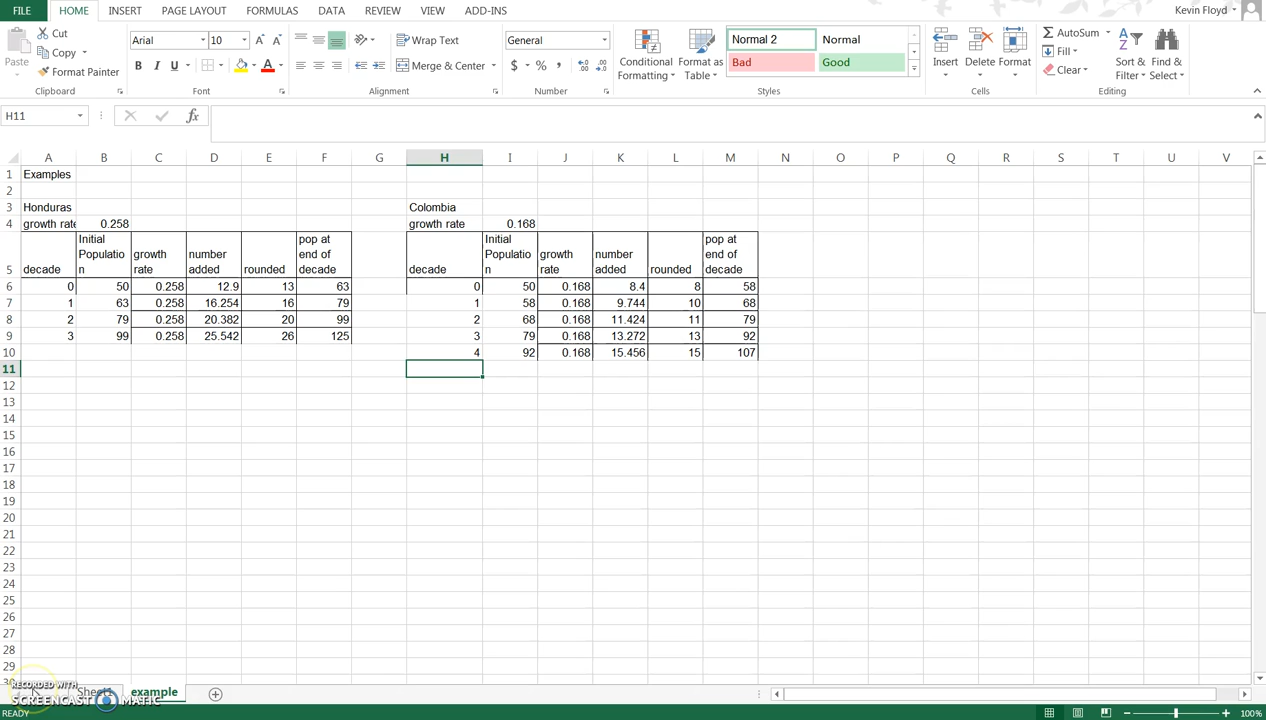 FILE HOME INSERT PAGE LAYOUT FORMULAS DATA REVIEW VIEW ADD-INS Kevin Floyd
Paste Cut Copy Format Painter Clipboard
Arial 10 A A B I U A Font
Wrap Text Merge & Center Alignment
General $ % , Number
Conditional Formatting Format as Table
Normal 2 Normal Bad Good Styles
Insert Delete Format Cells
AutoSum Fill Clear Sort & Filter Find & Select Editing
H11 fx
A B C D E F G H I J K L M N O P Q R S T U V
1 Examples
2
3 Honduras Colombia
4 growth rate 0.258 growth rate 0.168
5 decade Initial Populatio n growth rate number added rounded pop at end of decade decade Initial Populatio n growth rate number added rounded pop at end of decade
6 0 50 0.258 12.9 13 63 0 50 0.168 8.4 8 58
7 1 63 0.258 16.254 16 79 1 58 0.168 9.744 10 68
8 2 79 0.258 20.382 20 99 2 68 0.168 11.424 11 79
9 3 99 0.258 25.542 26 125 3 79 0.168 13.272 13 92
10 4 92 0.168 15.456 15 107
11
12
13
14
15
16
17
18
19
20
21
22
23
24
25
26
27
28
29
RECORDED WITH
SCREENCAST MATIC
Sheet1 example
READY 100%